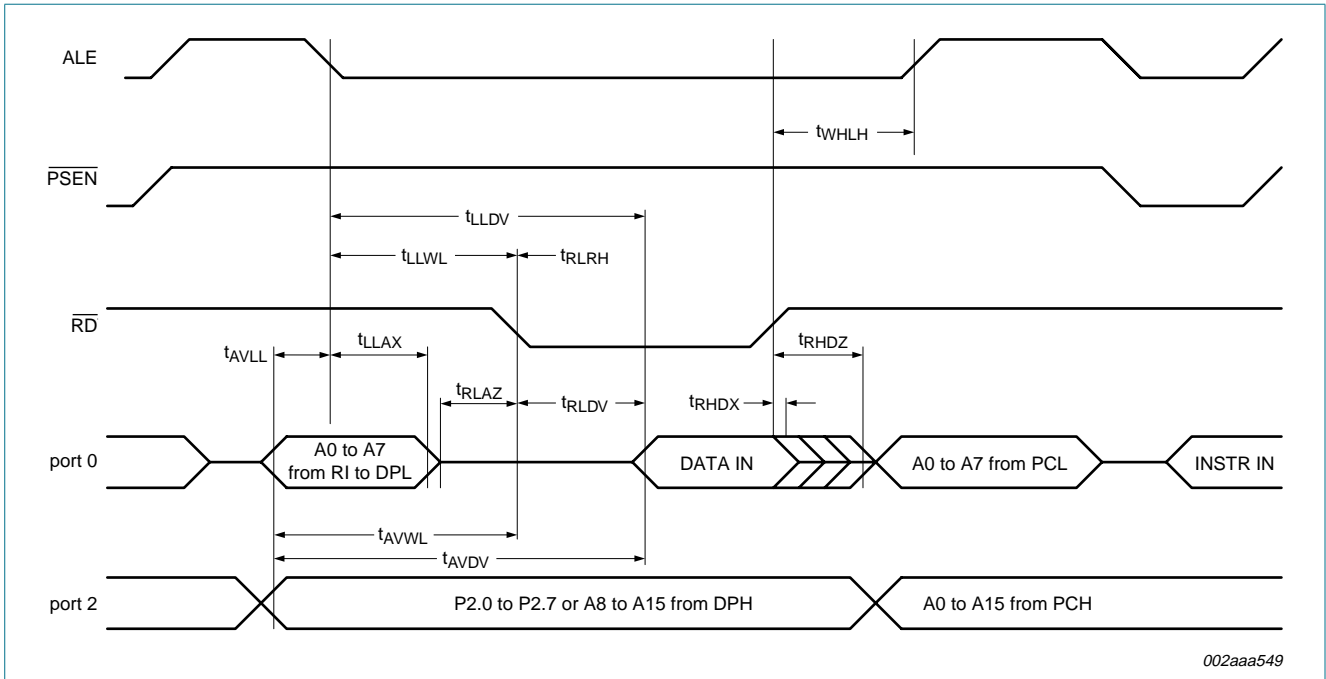 ALE
tWHLH
PSEN
tLLDV
tLLWL
tRLRH
RD
tAVLL
tLLAX
tRHDZ
tRLAZ
tRLDV
tRHDX
port 0
A0 to A7
from RI to DPL
DATA IN
A0 to A7 from PCL
INSTR IN
tAVWL
tAVDV
port 2
P2.0 to P2.7 or A8 to A15 from DPH
A0 to A15 from PCH
002aaa549